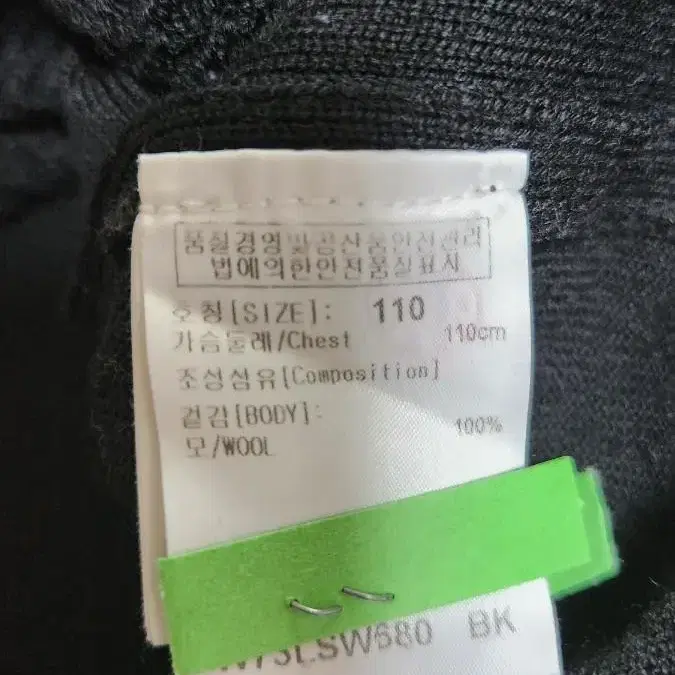 품질경영및공산품안전관리
법에의한안전품질표시
호칭[SIZE]: 110
가슴둘레/Chest 110cm
조성섬유[Composition]
겉감[BODY]: 100%
모/WOOL
BK